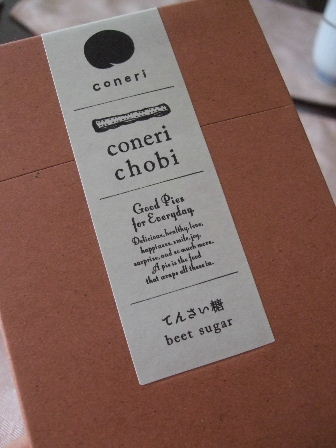 coneri
coneri
chobi
Good Pies
for Everyday.
Delicious, healthy, love,
happiness, smile, joy,
surprise, and so much more.
A pie is the food
that wraps all these in.
てんさい糖
beet sugar